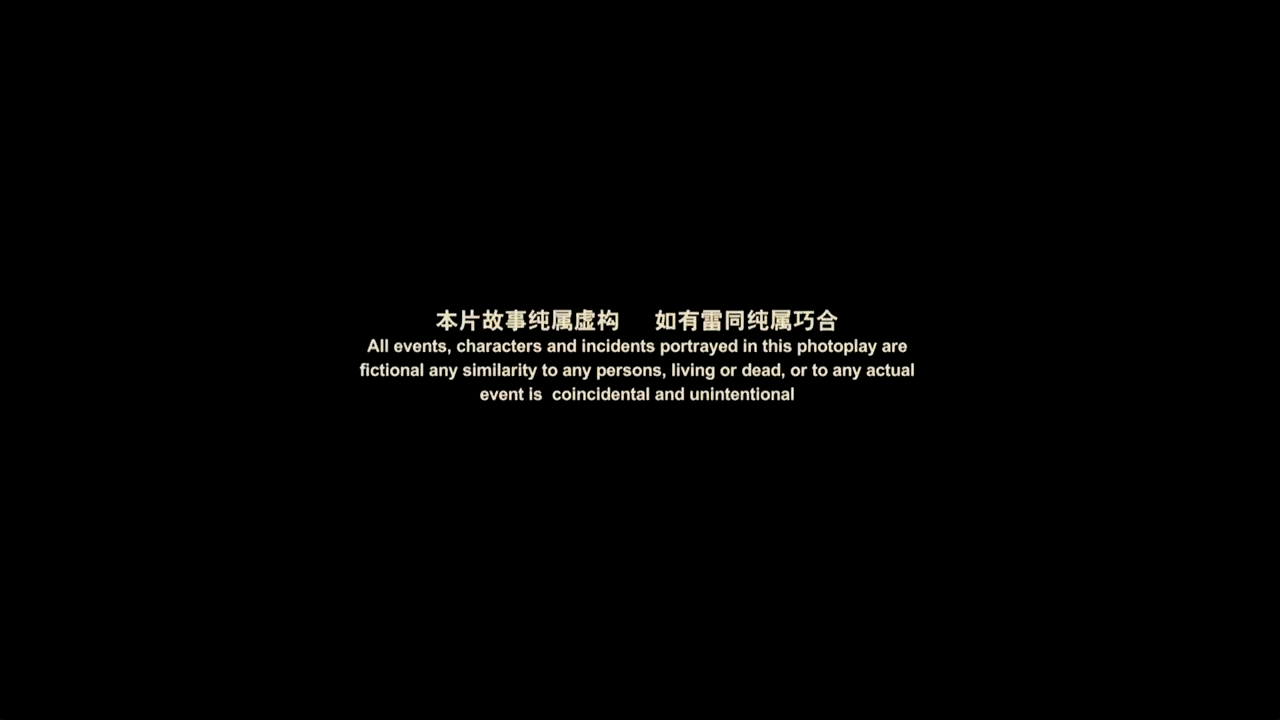 本片故事纯属虚构 如有雷同纯属巧合
All events, characters and incidents portrayed in this photoplay are
fictional any similarity to any persons, living or dead, or to any actual
event is coincidental and unintentional